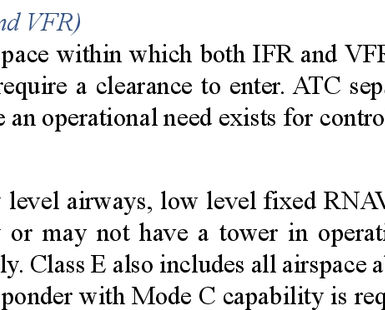 nd VFR)
pace within which both IFR and VFR
require a clearance to enter. ATC sep
e an operational need exists for contro
level airways, low level fixed RNAV
or may not have a tower in operati
ly. Class E also includes all airspace a
ponder with Mode C capability is req